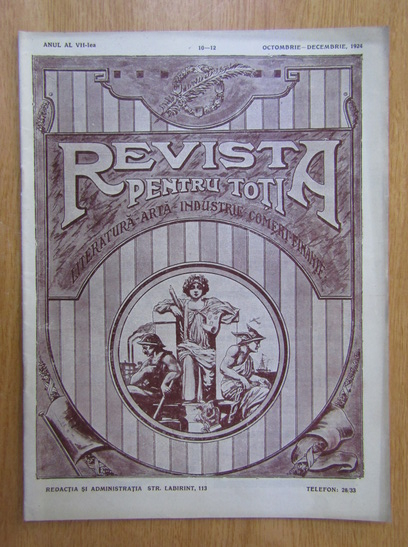 ANUL AL VII-lea 10—12 OCTOMBRIE—DECEMBRIE, 1924
REVISTA
PENTRU TOȚI
LITERATURĂ-ARTA-INDUSTRIE-COMERȚ-FINANȚE
REDACȚIA ȘI ADMINISTRAȚIA STR. LABIRINT, 113 TELEFON: 28/33